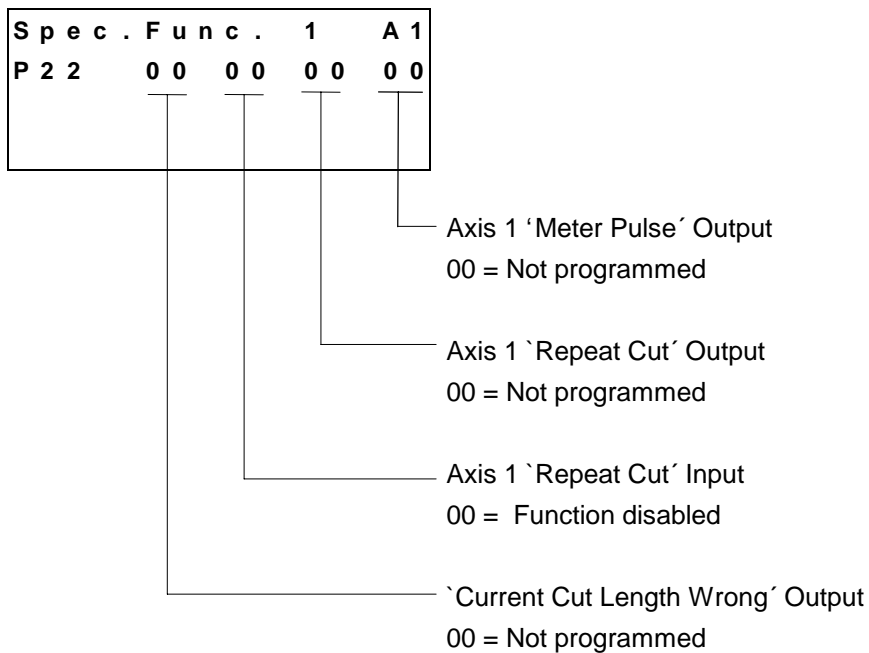 Spec.Func. 1 A1
P22 00 00 00 00
Axis 1 ‘Meter Pulse´ Output
00 = Not programmed
Axis 1 `Repeat Cut´ Output
00 = Not programmed
Axis 1 `Repeat Cut´ Input
00 = Function disabled
`Current Cut Length Wrong´ Output
00 = Not programmed